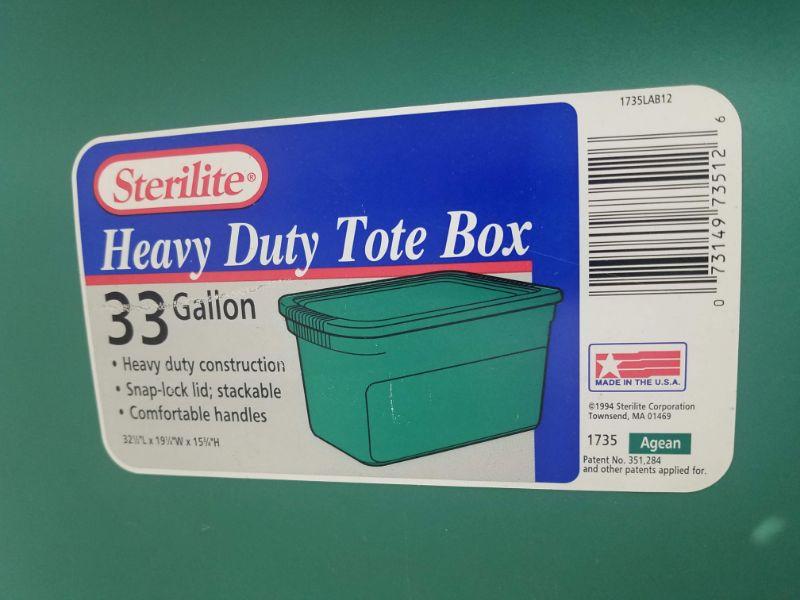 Sterilite®
Heavy Duty Tote Box
33 Gallon
• Heavy duty construction
• Snap-lock lid; stackable
• Comfortable handles
1735LAB12
0 73149 73512 6
MADE IN THE U.S.A.
©1994 Sterilite Corporation
Townsend, MA 01469
1735 Agean
Patent No. 351,284
and other patents applied for.